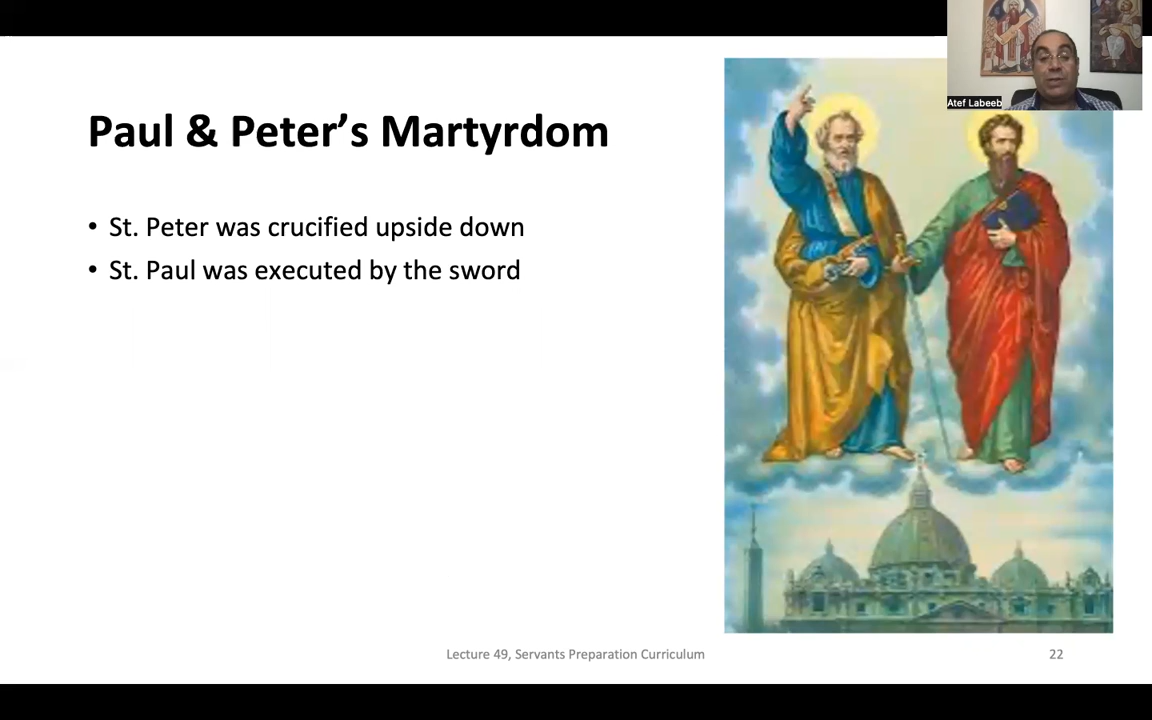 Atef Labeeb
Paul & Peter’s Martyrdom
• St. Peter was crucified upside down
• St. Paul was executed by the sword
Lecture 49, Servants Preparation Curriculum
22